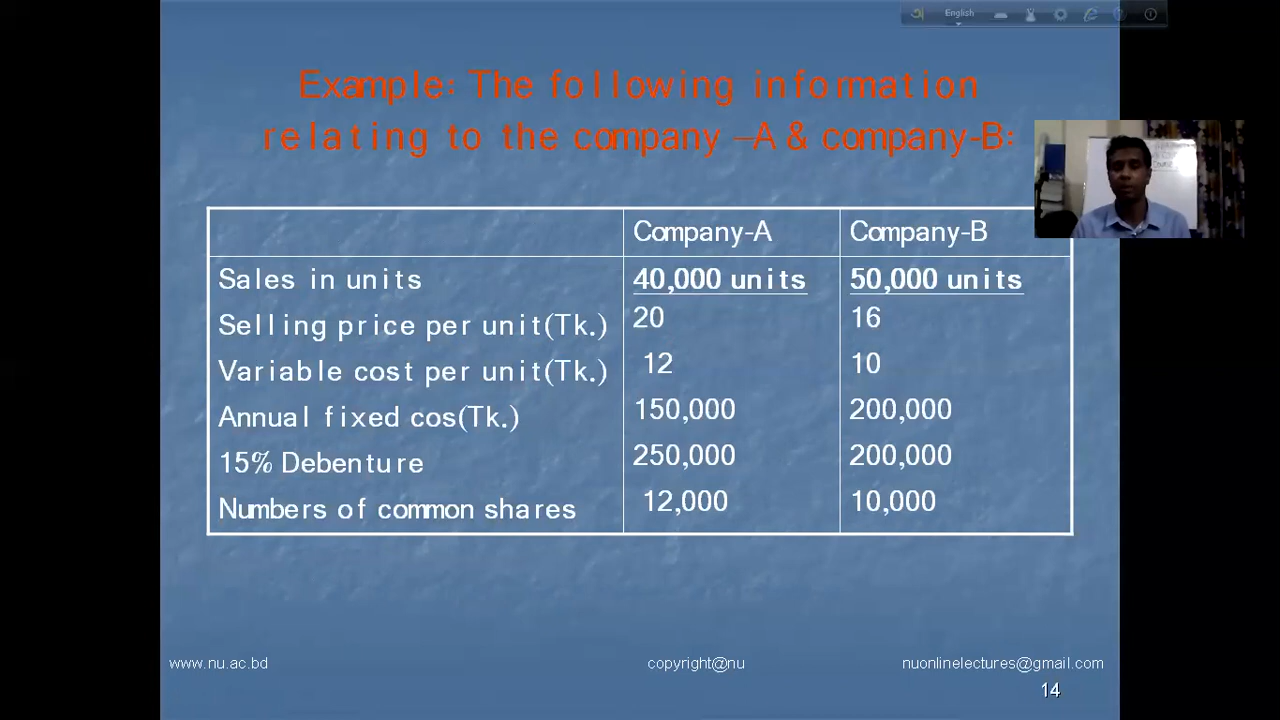 English
Example: The following information
relating to the company –A & company-B:
Company-A Company-B
Sales in units 40,000 units 50,000 units
Selling price per unit(Tk.) 20 16
Variable cost per unit(Tk.) 12 10
Annual fixed cos(Tk.) 150,000 200,000
15% Debenture 250,000 200,000
Numbers of common shares 12,000 10,000
www.nu.ac.bd copyright@nu nuonlinelectures@gmail.com
14